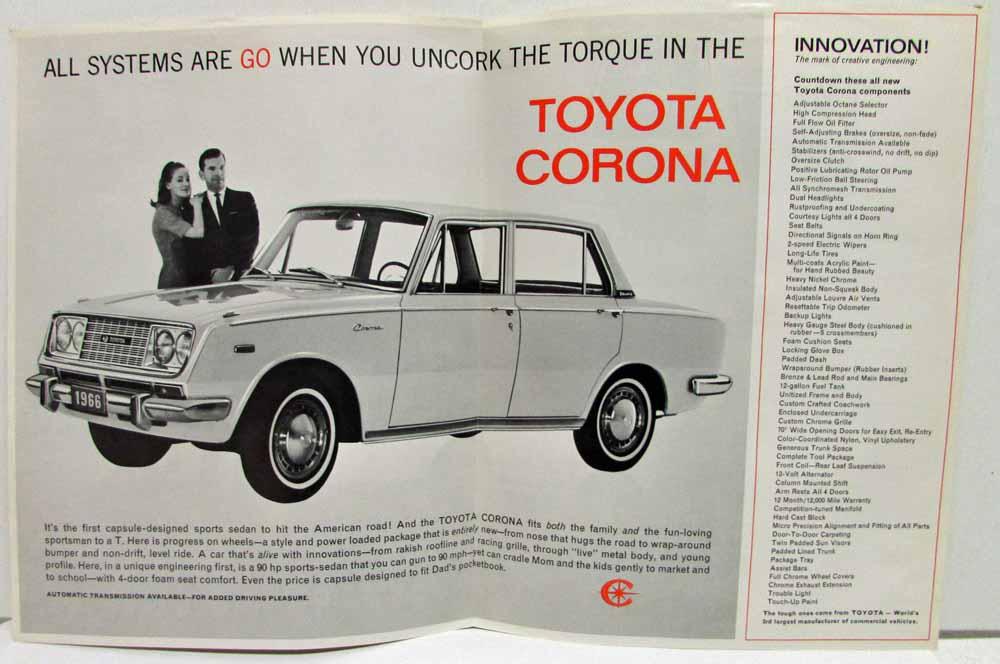 ALL SYSTEMS ARE GO WHEN YOU UNCORK THE TORQUE IN THE
TOYOTA
CORONA
TOYOTA
Corona
1966
It's the first capsule-designed sports sedan to hit the American road! And the TOYOTA CORONA fits both the family and the fun-loving
sportsman to a T. Here is progress on wheels—a style and power loaded package that is entirely new—from nose that hugs the road to wrap-around
bumper and non-drift, level ride. A car that's alive with innovations—from rakish roofline and racing grille, through "live" metal body, and young
profile. Here, in a unique engineering first, is a 90 hp sports-sedan that you can gun to 90 mph—yet can cradle Mom and the kids gently to market and
to school—with 4-door foam seat comfort. Even the price is capsule designed to fit Dad's pocketbook.
AUTOMATIC TRANSMISSION AVAILABLE—FOR ADDED DRIVING PLEASURE.
INNOVATION!
The mark of creative engineering:
Countdown these all new
Toyota Corona components
Adjustable Octane Selector
High Compression Head
Full Flow Oil Filter
Self-Adjusting Brakes (oversize, non-fade)
Automatic Transmission Available
Stabilizers (anti-crosswind, no drift, no dip)
Oversize Clutch
Positive Lubricating Rotor Oil Pump
Low-Friction Ball Steering
All Synchromesh Transmission
Dual Headlights
Rustproofing and Undercoating
Courtesy Lights all 4 Doors
Seat Belts
Directional Signals on Horn Ring
2-speed Electric Wipers
Long-Life Tires
Multi-coats Acrylic Paint—
for Hand Rubbed Beauty
Heavy Nickel Chrome
Insulated Non-Squeak Body
Adjustable Louvre Air Vents
Resettable Trip Odometer
Backup Lights
Heavy Gauge Steel Body (cushioned in
rubber—5 crossmembers)
Foam Cushion Seats
Locking Glove Box
Padded Dash
Wraparound Bumper (Rubber Inserts)
Bronze & Lead Rod and Main Bearings
12-gallon Fuel Tank
Unitized Frame and Body
Custom Crafted Coachwork
Enclosed Undercarriage
Custom Chrome Grille
70° Wide Opening Doors for Easy Exit, Re-Entry
Color-Coordinated Nylon, Vinyl Upholstery
Generous Trunk Space
Complete Tool Package
Front Coil—Rear Leaf Suspension
12-Volt Alternator
Column Mounted Shift
Arm Rests All 4 Doors
12 Month/12,000 Mile Warranty
Competition-tuned Manifold
Hard Cast Block
Micro Precision Alignment and Fitting of All Parts
Door-To-Door Carpeting
Twin Padded Sun Visors
Padded Lined Trunk
Package Tray
Assist Bars
Full Chrome Wheel Covers
Chrome Exhaust Extension
Trouble Light
Touch-Up Paint
The tough ones come from TOYOTA — World's
3rd largest manufacturer of commercial vehicles.